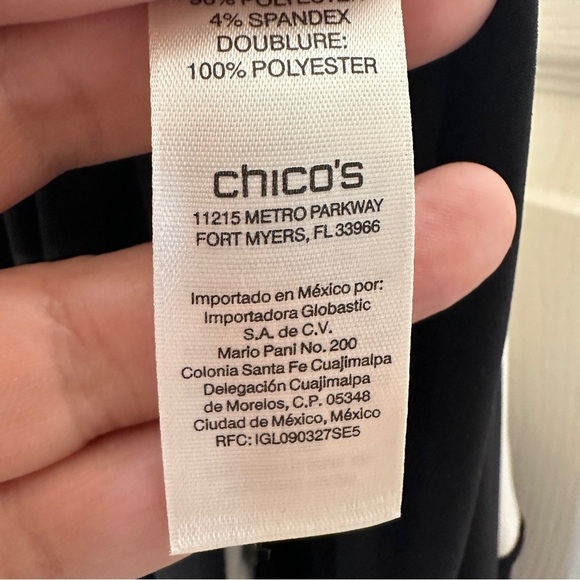 96% POLYESTER
4% SPANDEX
DOUBLURE:
100% POLYESTER
chico's
11215 METRO PARKWAY
FORT MYERS, FL 33966
Importado en México por:
Importadora Globastic
S.A. de C.V.
Mario Pani No. 200
Colonia Santa Fe Cuajimalpa
Delegación Cuajimalpa
de Morelos, C.P. 05348
Ciudad de México, México
RFC: IGL090327SE5